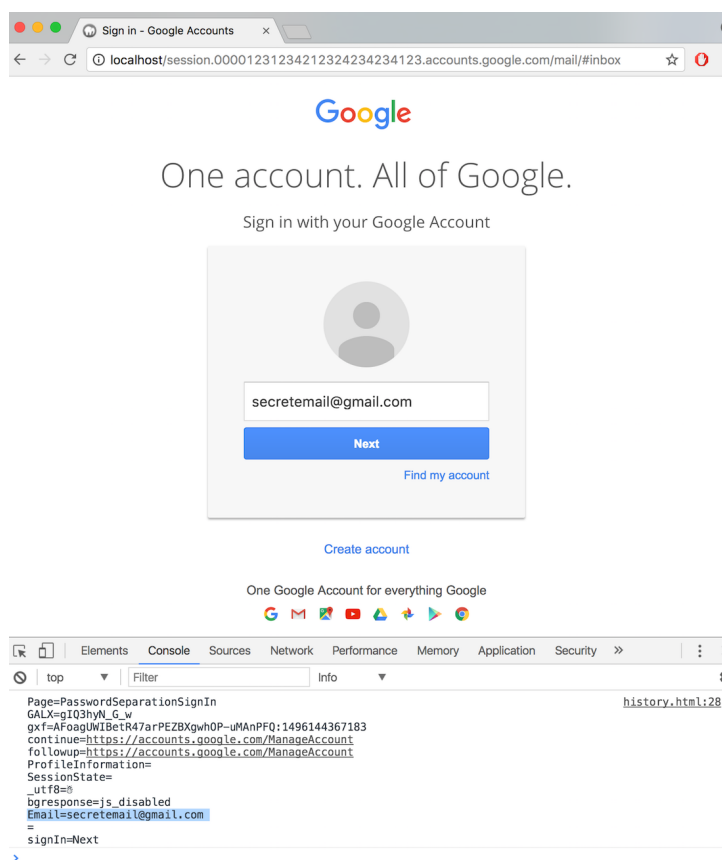 Sign in - Google Accounts
localhost/session.00001231234212324234234123.accounts.google.com/mail/#inbox
Google
One account. All of Google.
Sign in with your Google Account
secretemail@gmail.com
Next
Find my account
Create account
One Google Account for everything Google
Elements Console Sources Network Performance Memory Application Security »
top Filter Info
Page=PasswordSeparationSignIn history.html:28
GALX=gIQ3hyN_G_w
gxf=AFoagUWIBetR47arPEZBXgwhOP-uMAnPFQ:1496144367183
continue=https://accounts.google.com/ManageAccount
followup=https://accounts.google.com/ManageAccount
ProfileInformation=
SessionState=
_utf8=
bgresponse=js_disabled
Email=secretemail@gmail.com
=
signIn=Next